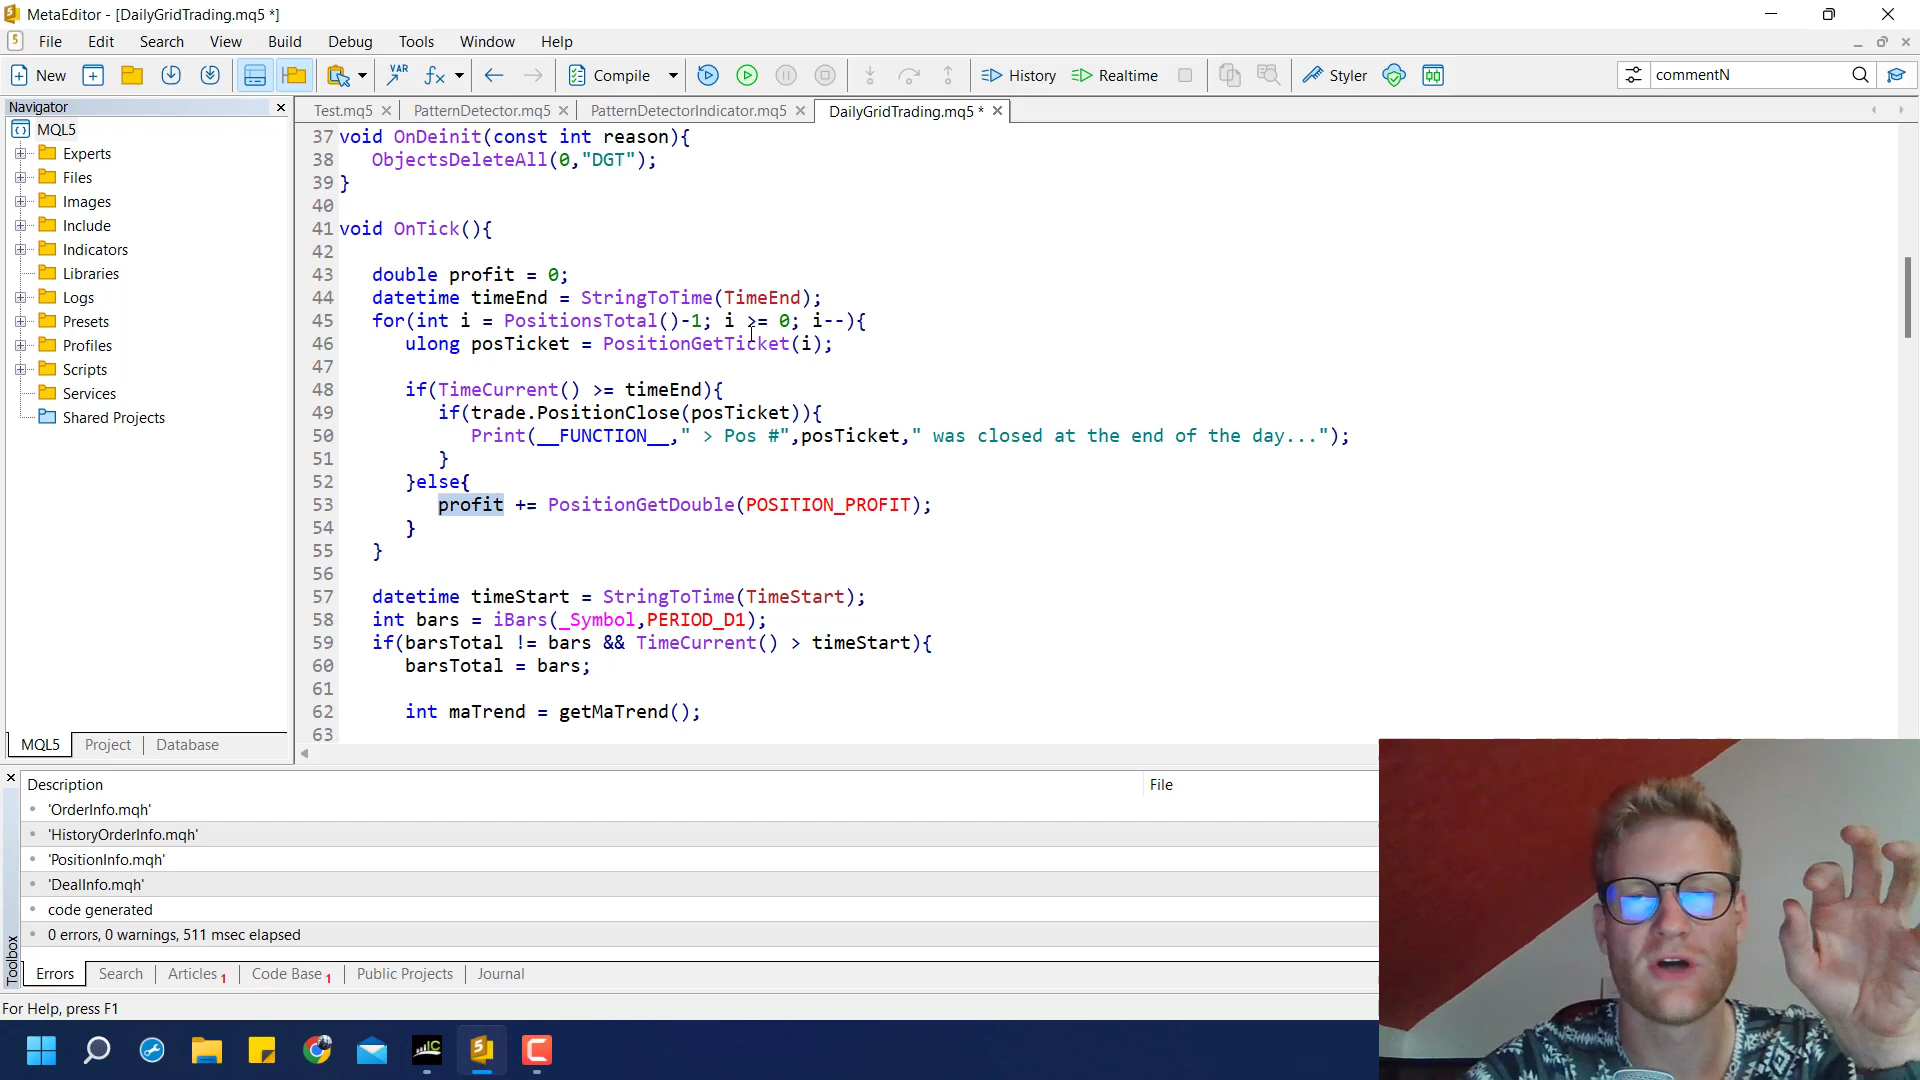 MetaEditor - [DailyGridTrading.mq5 *]
File Edit Search View Build Debug Tools Window Help
New VAR Compile History Realtime Styler commentN
Navigator Test.mq5 PatternDetector.mq5 PatternDetectorIndicator.mq5 DailyGridTrading.mq5 *
MQL5
Experts
Files
Images
Include
Indicators
Libraries
Logs
Presets
Profiles
Scripts
Services
Shared Projects
MQL5 Project Database
37 void OnDeinit(const int reason){
38 ObjectsDeleteAll(0,"DGT");
39 }
40
41 void OnTick(){
42
43 double profit = 0;
44 datetime timeEnd = StringToTime(TimeEnd);
45 for(int i = PositionsTotal()-1; i >= 0; i--){
46 ulong posTicket = PositionGetTicket(i);
47
48 if(TimeCurrent() >= timeEnd){
49 if(trade.PositionClose(posTicket)){
50 Print(__FUNCTION__," > Pos #",posTicket," was closed at the end of the day...");
51 }
52 }else{
53 profit += PositionGetDouble(POSITION_PROFIT);
54 }
55 }
56
57 datetime timeStart = StringToTime(TimeStart);
58 int bars = iBars(_Symbol,PERIOD_D1);
59 if(barsTotal != bars && TimeCurrent() > timeStart){
60 barsTotal = bars;
61
62 int maTrend = getMaTrend();
63
Description File
'OrderInfo.mqh'
'HistoryOrderInfo.mqh'
'PositionInfo.mqh'
'DealInfo.mqh'
code generated
0 errors, 0 warnings, 511 msec elapsed
Toolbox
Errors Search Articles 1 Code Base 1 Public Projects Journal
For Help, press F1